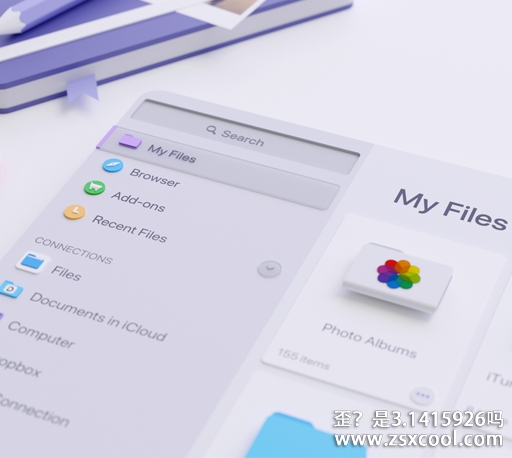 Search
My Files
Browser
Add-ons
Recent Files
CONNECTIONS
Files
Documents in iCloud
Computer
Connection
My Files
Photo Albums
155 items
歪？是3.1415926吗
www.zsxcool.com